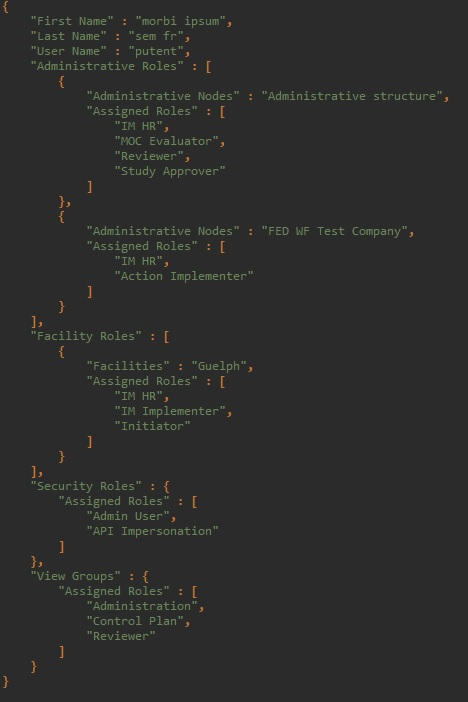 {
"First Name" : "morbi ipsum",
"Last Name" : "sem fr",
"User Name" : "putent",
"Administrative Roles" : [
{
"Administrative Nodes" : "Administrative structure",
"Assigned Roles" : [
"IM HR",
"MOC Evaluator",
"Reviewer",
"Study Approver"
]
},
{
"Administrative Nodes" : "FED WF Test Company",
"Assigned Roles" : [
"IM HR",
"Action Implementer"
]
}
],
"Facility Roles" : [
{
"Facilities" : "Guelph",
"Assigned Roles" : [
"IM HR",
"IM Implementer",
"Initiator"
]
}
],
"Security Roles" : {
"Assigned Roles" : [
"Admin User",
"API Impersonation"
]
},
"View Groups" : {
"Assigned Roles" : [
"Administration",
"Control Plan",
"Reviewer"
]
}
}